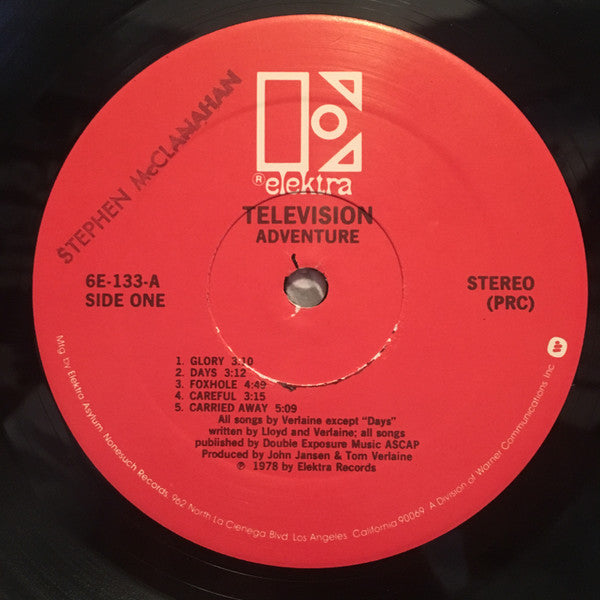 STEPHEN McCLANAHAN
® elektra
TELEVISION
ADVENTURE
6E-133-A
SIDE ONE
STEREO
(PRC)
1. GLORY 3:10
2. DAYS 3:12
3. FOXHOLE 4:49
4. CAREFUL 3:15
5. CARRIED AWAY 5:09
All songs by Verlaine except "Days"
written by Lloyd and Verlaine; all songs
published by Double Exposure Music ASCAP
Produced by John Jansen & Tom Verlaine
℗ 1978 by Elektra Records
Mfg. by Elektra Asylum Nonesuch Records, 962 North La Cienega Blvd. Los Angeles, California 90069. A Division of Warner Communications Inc.